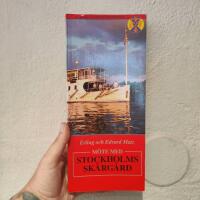 Erling och Edvard Matz
MÖTE MED
STOCKHOLMS
SKÄRGÅRD